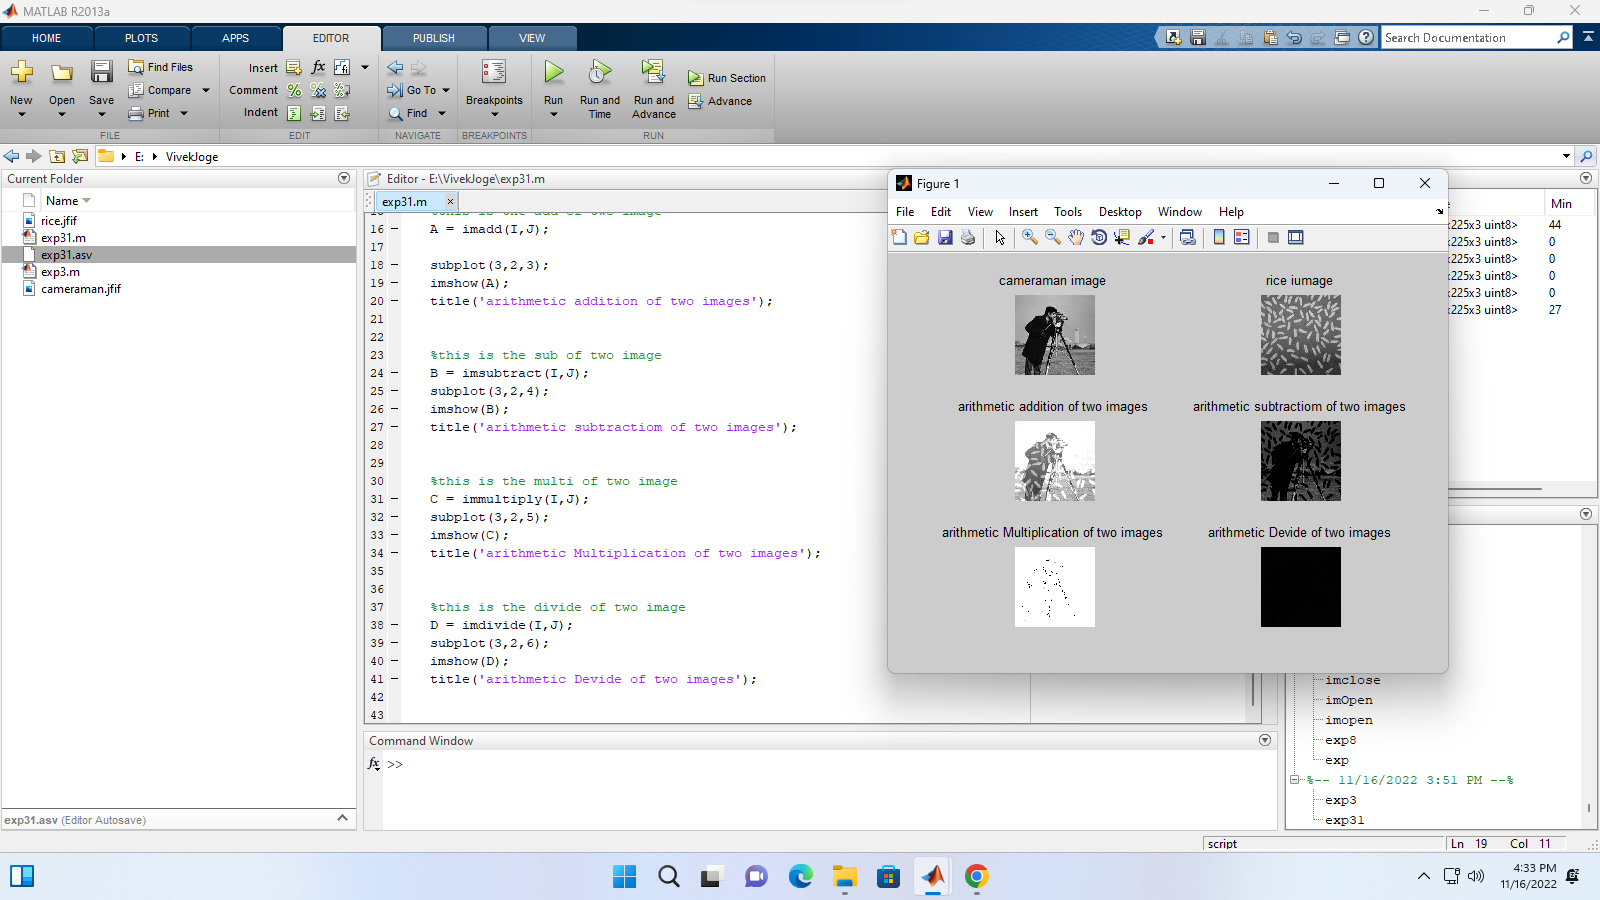 MATLAB R2013a
HOME PLOTS APPS EDITOR PUBLISH VIEW
Search Documentation
New Open Save Find Files Compare Print
Insert Comment Indent
Go To Find
Breakpoints
Run Run and Time Run and Advance Run Section Advance
FILE EDIT NAVIGATE BREAKPOINTS RUN
E: VivekJoge
Current Folder
Name
rice.jfif
exp31.m
exp31.asv
exp3.m
cameraman.jfif
exp31.asv (Editor Autosave)
Editor - E:\VivekJoge\exp31.m
exp31.m
16 A = imadd(I,J);
17
18 subplot(3,2,3);
19 imshow(A);
20 title('arithmetic addition of two images');
21
22
23 %this is the sub of two image
24 B = imsubtract(I,J);
25 subplot(3,2,4);
26 imshow(B);
27 title('arithmetic subtractiom of two images');
28
29
30 %this is the multi of two image
31 C = immultiply(I,J);
32 subplot(3,2,5);
33 imshow(C);
34 title('arithmetic Multiplication of two images');
35
36
37 %this is the divide of two image
38 D = imdivide(I,J);
39 subplot(3,2,6);
40 imshow(D);
41 title('arithmetic Devide of two images');
42
43
Command Window
fx >>
Figure 1
File Edit View Insert Tools Desktop Window Help
cameraman image
rice iumage
arithmetic addition of two images
arithmetic subtractiom of two images
arithmetic Multiplication of two images
arithmetic Devide of two images
Min
x225x3 uint8> 44
x225x3 uint8> 0
x225x3 uint8> 0
x225x3 uint8> 0
x225x3 uint8> 0
x225x3 uint8> 27
imclose
imOpen
imopen
exp8
exp
%-- 11/16/2022 3:51 PM --%
exp3
exp31
script Ln 19 Col 11
4:33 PM
11/16/2022